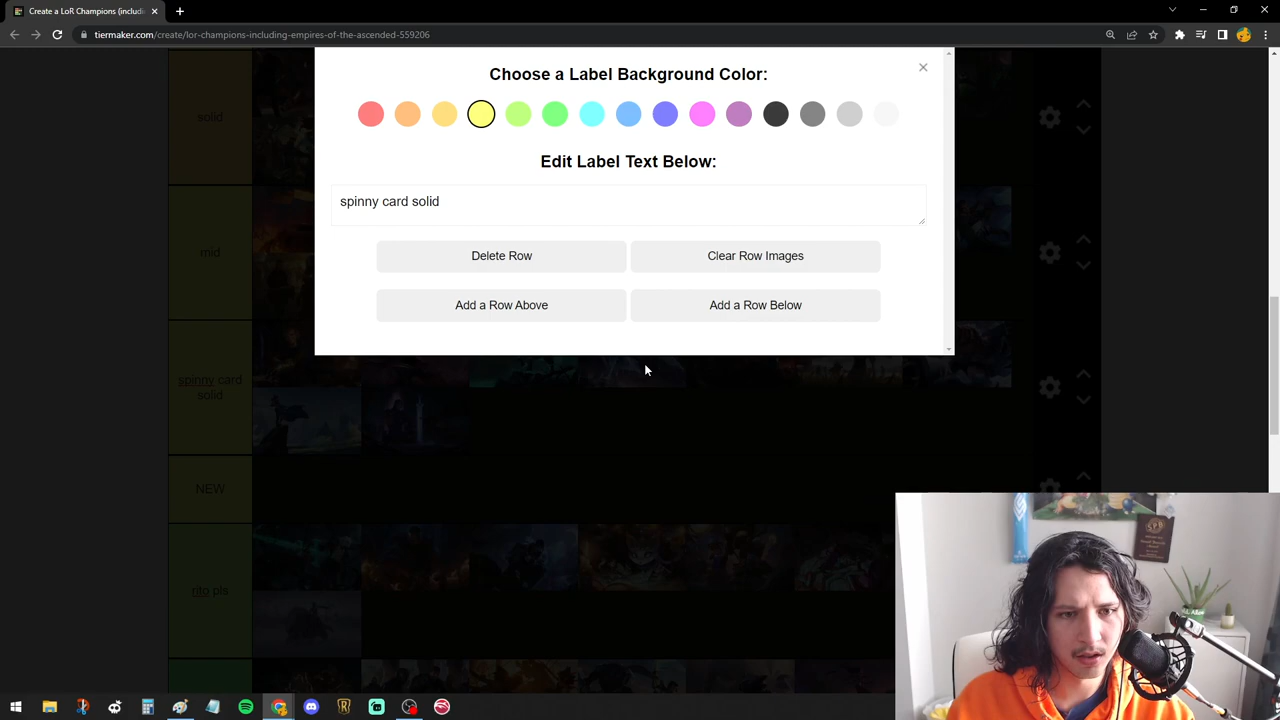 Create a LoR Champions (includi
tiermaker.com/create/lor-champions-including-empires-of-the-ascended-559206
Choose a Label Background Color:
Edit Label Text Below:
spinny card solid
Delete Row
Clear Row Images
Add a Row Above
Add a Row Below
solid
mid
spinny card
solid
NEW
rito pls